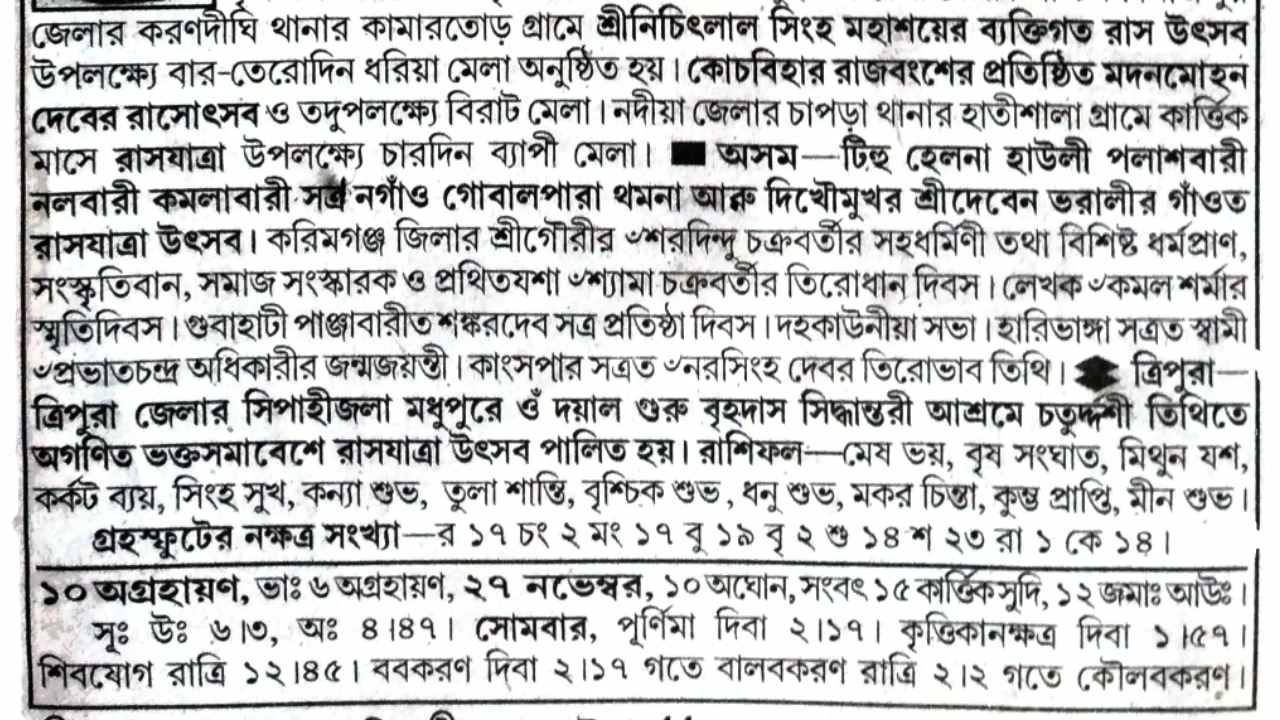 জেলার করণদীঘি থানার কামারতোড় গ্রামে শ্রীনিচিৎলাল সিংহ মহাশয়ের ব্যক্তিগত রাস উৎসব
উপলক্ষ্যে বার-তেরোদিন ধরিয়া মেলা অনুষ্ঠিত হয়। কোচবিহার রাজবংশের প্রতিষ্ঠিত মদনমোহন
দেবের রাসোৎসব ও তদুপলক্ষ্যে বিরাট মেলা। নদীয়া জেলার চাপড়া থানার হাতীশালা গ্রামে কার্ত্তিক
মাসে রাসযাত্রা উপলক্ষ্যে চারদিন ব্যাপী মেলা। ■ অসম—টিহু হেলনা হাউলী পলাশবারী
নলবারী কমলাবারী সত্র নগাঁও গোবালপারা থমনা আরু দিখৌমুখর শ্রীদেবেন ভরালীর গাঁওত
রাসযাত্রা উৎসব। করিমগঞ্জ জিলার শ্রীগৌরীর ৺শরদিন্দু চক্রবর্তীর সহধর্মিণী তথা বিশিষ্ট ধর্মপ্রাণ,
সংস্কৃতিবান, সমাজ সংস্কারক ও প্রথিতযশা ৺শ্যামা চক্রবর্তীর তিরোধান দিবস। লেখক ৺কমল শর্মার
স্মৃতিদিবস। গুবাহাটী পাঞ্জাবারীত শঙ্করদেব সত্র প্রতিষ্ঠা দিবস। দহকাউনীয়া সভা। হারিভাঙ্গা সত্রত স্বামী
৺প্রভাতচন্দ্র অধিকারীর জন্মজয়ন্তী। কাংসপার সত্রত ৺নরসিংহ দেবর তিরোভাব তিথি। ত্রিপুরা—
ত্রিপুরা জেলার সিপাহীজলা মধুপুরে ওঁ দয়াল গুরু বৃহদাস সিদ্ধান্তরী আশ্রমে চতুর্দ্দশী তিথিতে
অগণিত ভক্তসমাবেশে রাসযাত্রা উৎসব পালিত হয়। রাশিফল—মেষ ভয়, বৃষ সংঘাত, মিথুন যশ,
কর্কট ব্যয়, সিংহ সুখ, কন্যা শুভ, তুলা শান্তি, বৃশ্চিক শুভ, ধনু শুভ, মকর চিন্তা, কুম্ভ প্রাপ্তি, মীন শুভ।
গ্রহস্ফুটের নক্ষত্র সংখ্যা—র ১৭ চং ২ মং ১৭ বু ১৯ বৃ ২ শু ১৪ শ ২৩ রা ১ কে ১৪।
১০ অগ্রহায়ণ, ভাঃ ৬ অগ্রহায়ণ, ২৭ নভেম্বর, ১০ অঘোন, সংবৎ ১৫ কার্ত্তিক সুদি, ১২ জমাঃ আউঃ।
সূঃ উঃ ৬।৩, অঃ ৪।৪৭। সোমবার, পূর্ণিমা দিবা ২।১৭। কৃত্তিকানক্ষত্র দিবা ১।৫৭।
শিবযোগ রাত্রি ১২।৪৫। ববকরণ দিবা ২।১৭ গতে বালবকরণ রাত্রি ২।২ গতে কৌলবকরণ।